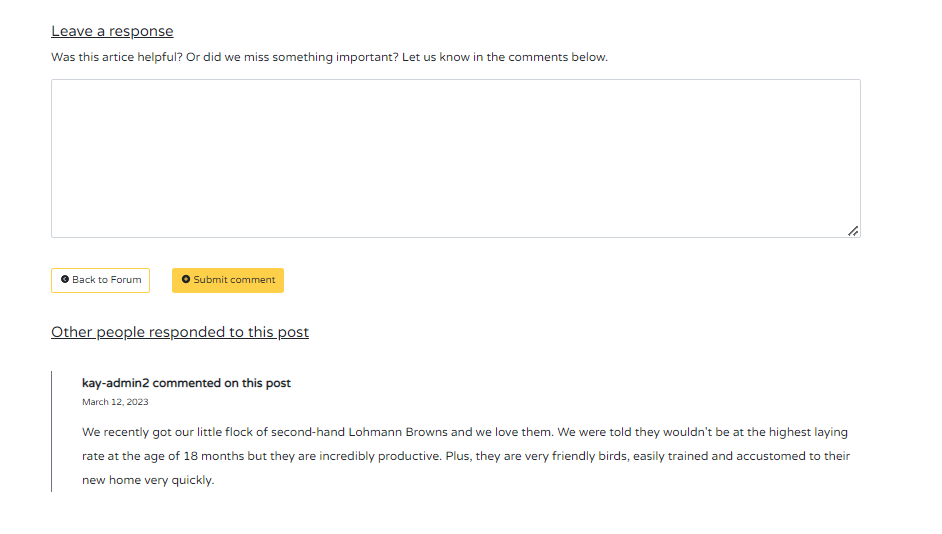 Leave a response
Was this artice helpful? Or did we miss something important? Let us know in the comments below.
Back to Forum
Submit comment
Other people responded to this post
kay-admin2 commented on this post
March 12, 2023
We recently got our little flock of second-hand Lohmann Browns and we love them. We were told they wouldn't be at the highest laying
rate at the age of 18 months but they are incredibly productive. Plus, they are very friendly birds, easily trained and accustomed to their
new home very quickly.